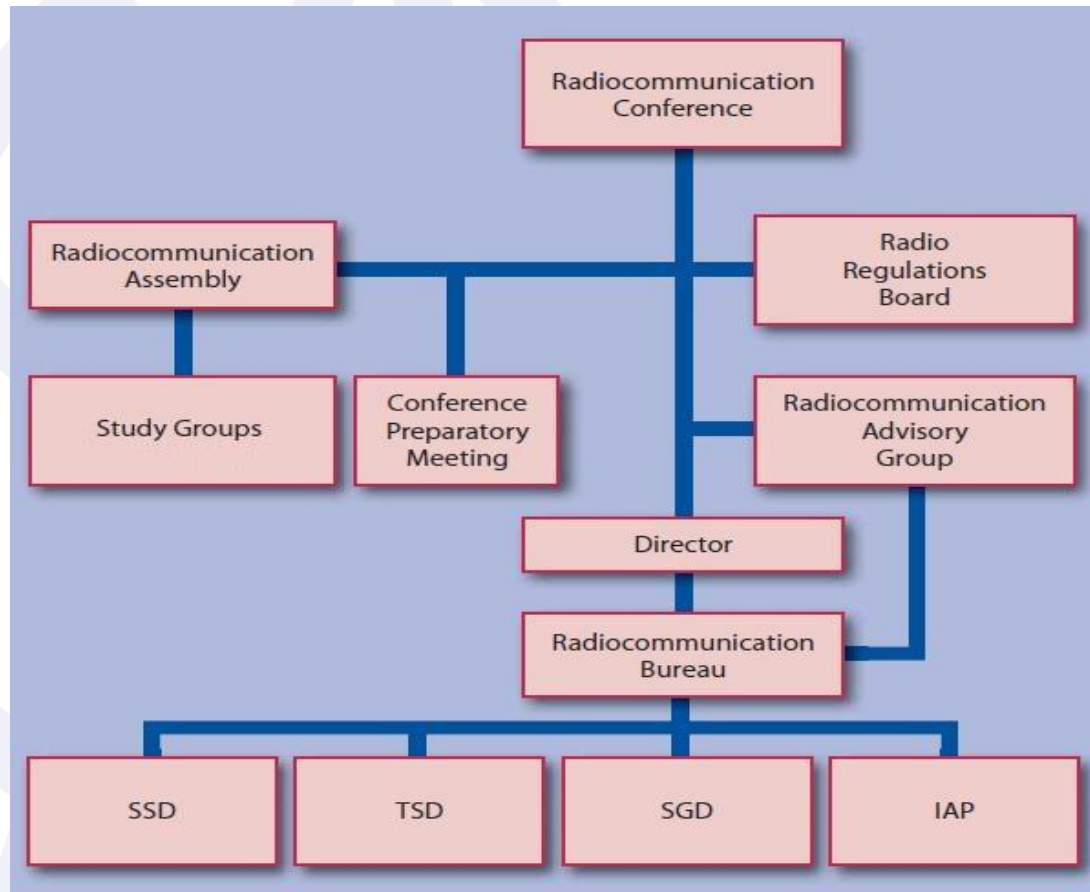 Radiocommunication
Conference
Radiocommunication
Assembly
Radio
Regulations
Board
Study Groups
Conference
Preparatory
Meeting
Radiocommunication
Advisory
Group
Director
Radiocommunication
Bureau
SSD
TSD
SGD
IAP